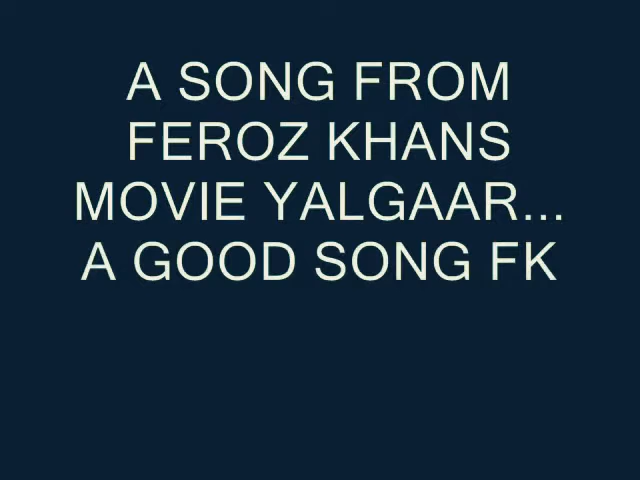 A SONG FROM
FEROZ KHANS
MOVIE YALGAAR...
A GOOD SONG FK